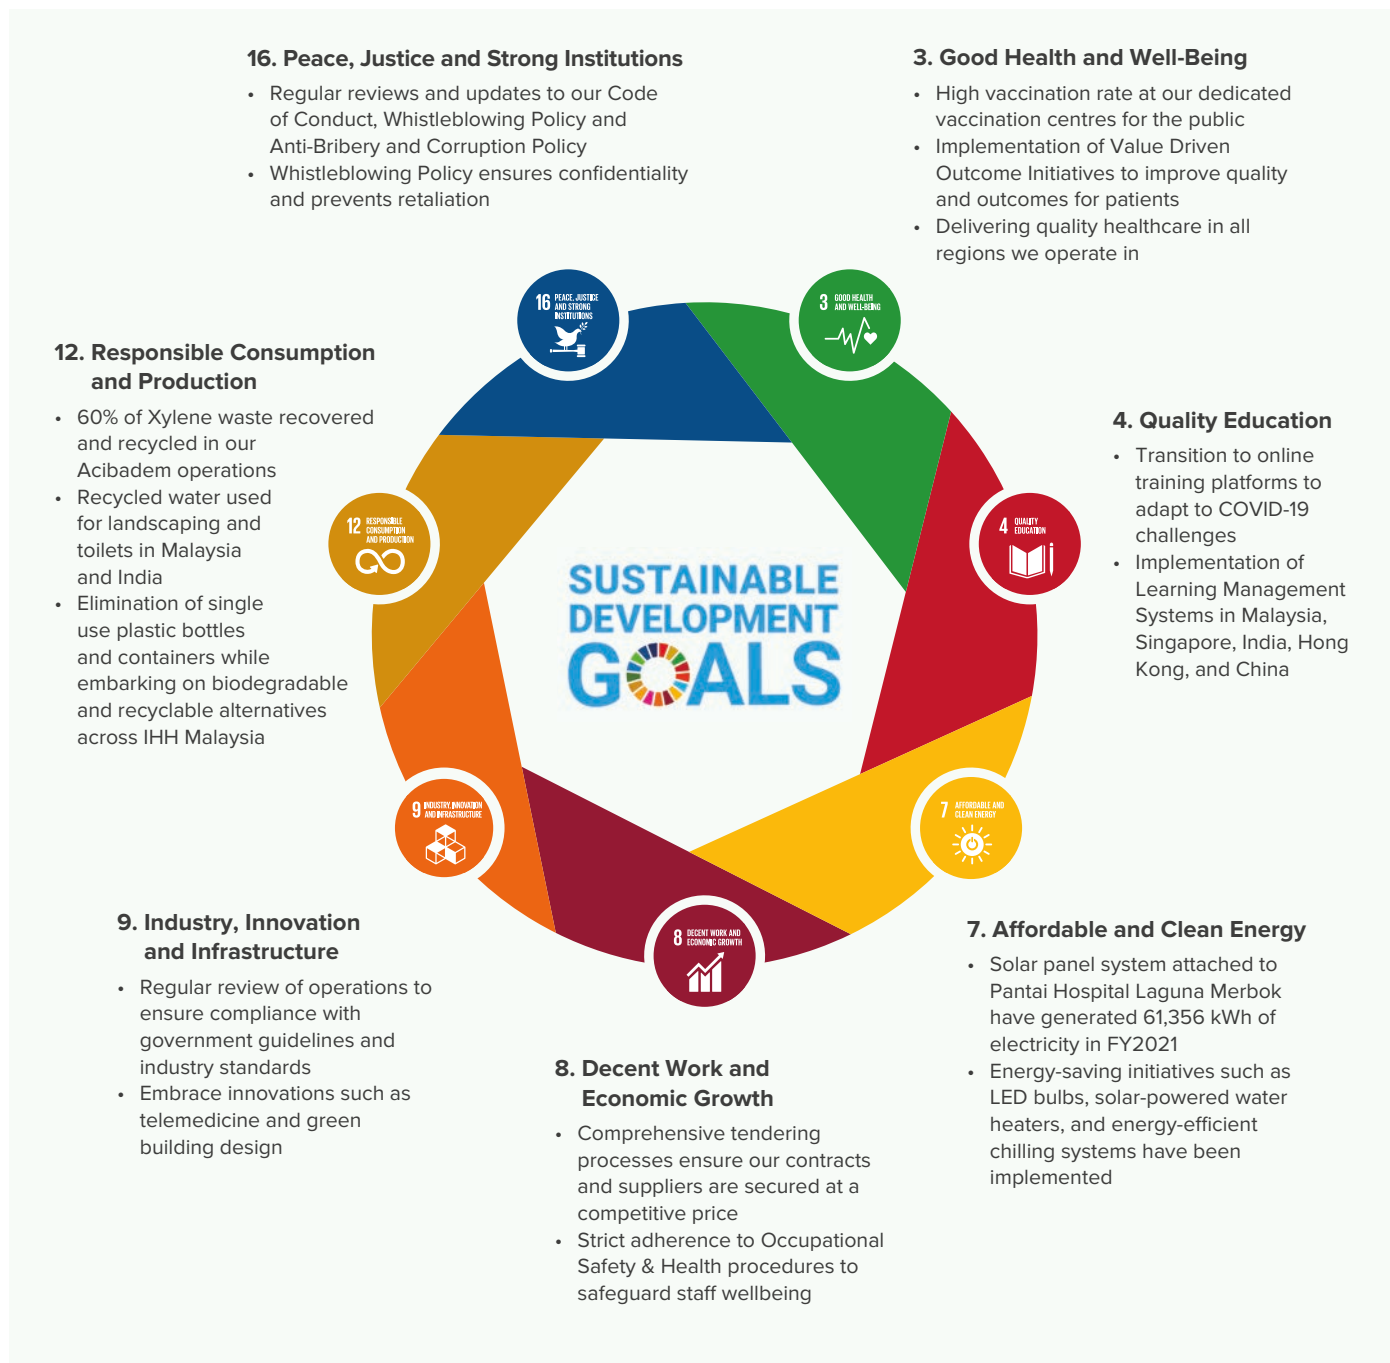 16. Peace, Justice and Strong Institutions
• Regular reviews and updates to our Code
of Conduct, Whistleblowing Policy and
Anti-Bribery and Corruption Policy
• Whistleblowing Policy ensures confidentiality
and prevents retaliation
3. Good Health and Well-Being
• High vaccination rate at our dedicated
vaccination centres for the public
• Implementation of Value Driven
Outcome Initiatives to improve quality
and outcomes for patients
• Delivering quality healthcare in all
regions we operate in
16 PEACE, JUSTICE
AND STRONG
INSTITUTIONS
3 GOOD HEALTH
AND WELL-BEING
12. Responsible Consumption
and Production
• 60% of Xylene waste recovered
and recycled in our
Acibadem operations
• Recycled water used
for landscaping and
toilets in Malaysia
and India
• Elimination of single
use plastic bottles
and containers while
embarking on biodegradable
and recyclable alternatives
across IHH Malaysia
12 RESPONSIBLE
CONSUMPTION
AND PRODUCTION
SUSTAINABLE
DEVELOPMENT
GOALS
4 QUALITY
EDUCATION
4. Quality Education
• Transition to online
training platforms to
adapt to COVID-19
challenges
• Implementation of
Learning Management
Systems in Malaysia,
Singapore, India, Hong
Kong, and China
9 INDUSTRY, INNOVATION
AND INFRASTRUCTURE
7 AFFORDABLE AND
CLEAN ENERGY
8 DECENT WORK AND
ECONOMIC GROWTH
9. Industry, Innovation
and Infrastructure
• Regular review of operations to
ensure compliance with
government guidelines and
industry standards
• Embrace innovations such as
telemedicine and green
building design
8. Decent Work and
Economic Growth
• Comprehensive tendering
processes ensure our contracts
and suppliers are secured at a
competitive price
• Strict adherence to Occupational
Safety & Health procedures to
safeguard staff wellbeing
7. Affordable and Clean Energy
• Solar panel system attached to
Pantai Hospital Laguna Merbok
have generated 61,356 kWh of
electricity in FY2021
• Energy-saving initiatives such as
LED bulbs, solar-powered water
heaters, and energy-efficient
chilling systems have been
implemented